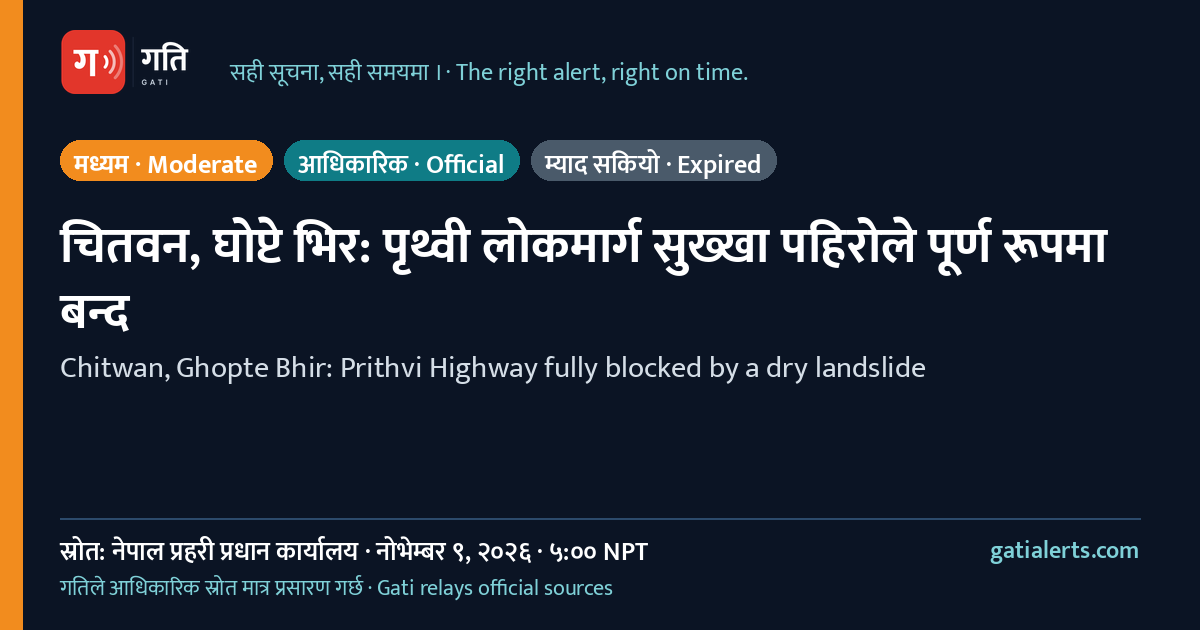 ग गति
GATI
सही सूचना, सही समयमा । · The right alert, right on time.
मध्यम · Moderate आधिकारिक · Official म्याद सकियो · Expired
चितवन, घोप्टे भिर: पृथ्वी लोकमार्ग सुख्खा पहिरोले पूर्ण रूपमा
बन्द
Chitwan, Ghopte Bhir: Prithvi Highway fully blocked by a dry landslide
स्रोत: नेपाल प्रहरी प्रधान कार्यालय · नोभेम्बर ९, २०२६ · ५:०० NPT
gatialerts.com
गतिले आधिकारिक स्रोत मात्र प्रसारण गर्छ · Gati relays official sources